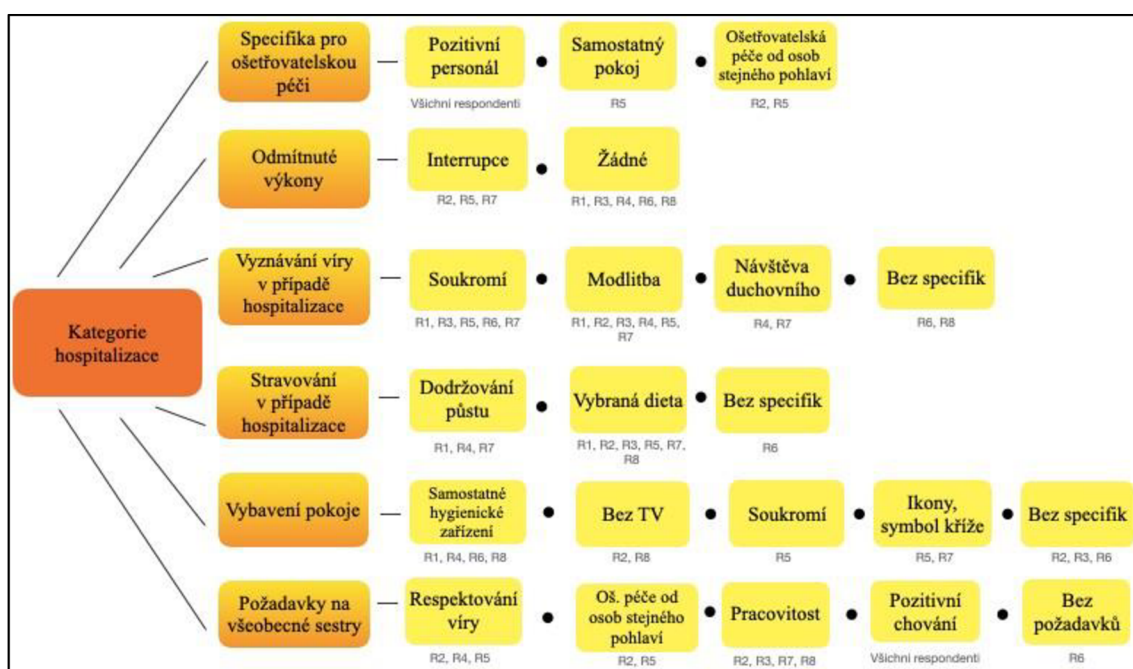 Specifika pro
ošetřovatelskou
péči
Pozitivní
personál
Všichni respondenti
Samostatný
pokoj
R5
Ošetřovatelská
péče od osob
stejného pohlaví
R2, R5
Odmítnuté
výkony
Interrupce
R2, R5, R7
Žádné
R1, R3, R4, R6, R8
Kategorie
hospitalizace
Vyznávání víry
v případě
hospitalizace
Soukromí
R1, R3, R5, R6, R7
Modlitba
R1, R2, R3, R4, R5,
R7
Návštěva
duchovního
R4, R7
Bez specifik
R6, R8
Stravování
v případě
hospitalizace
Dodržování
půstu
R1, R4, R7
Vybraná dieta
R1, R2, R3, R5, R7,
R8
Bez specifik
R6
Vybavení pokoje
Samostatné
hygienické
zařízení
R1, R4, R6, R8
Bez TV
R2, R8
Soukromí
R5
Ikony,
symbol kříže
R5, R7
Bez specifik
R2, R3, R6
Požadavky na
všeobecné sestry
Respektování
víry
R2, R4, R5
Oš. péče od
osob stejného
pohlaví
R2, R5
Pracovitost
R2, R3, R7, R8
Pozitivní
chování
Všichni respondenti
Bez
požadavků
R6